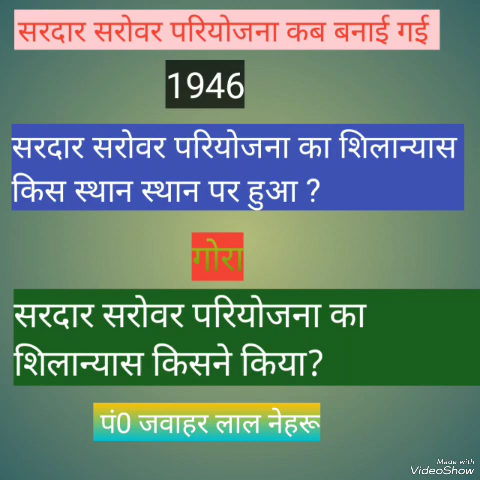 सरदार सरोवर परियोजना कब बनाई गई
1946
सरदार सरोवर परियोजना का शिलान्यास
किस स्थान स्थान पर हुआ ?
गोरा
सरदार सरोवर परियोजना का
शिलान्यास किसने किया?
पं0 जवाहर लाल नेहरू
Made with
VideoShow